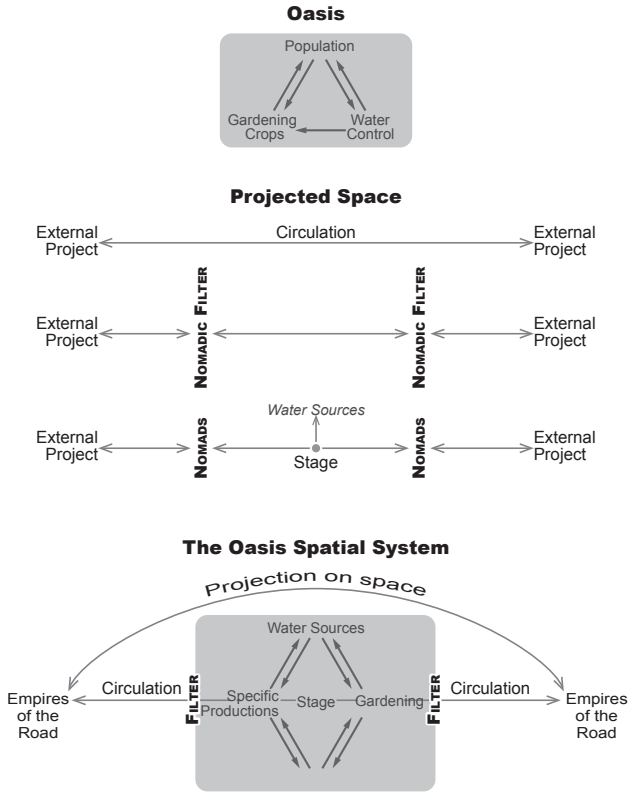 Oasis
Population
Gardening
Crops
Water
Control
Projected Space
External
Project
Circulation
External
Project
NOMADIC FILTER
NOMADIC FILTER
External
Project
External
Project
Water Sources
NOMADS
NOMADS
External
Project
Stage
External
Project
The Oasis Spatial System
Projection on space
Water Sources
Empires
of the
Road
Circulation
FILTER
Specific
Productions
Stage
Gardening
FILTER
Circulation
Empires
of the
Road